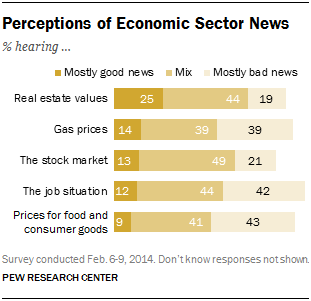 Perceptions of Economic Sector News
% hearing ...
Mostly good news Mix Mostly bad news
Real estate values 25 44 19
Gas prices 14 39 39
The stock market 13 49 21
The job situation 12 44 42
Prices for food and
consumer goods 9 41 43
Survey conducted Feb. 6-9, 2014. Don't know responses not shown.
PEW RESEARCH CENTER